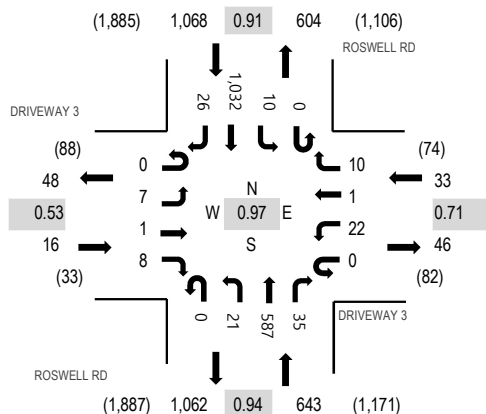 (1,885) 1,068 0.91 604 (1,106)
ROSWELL RD
DRIVEWAY 3
26 1,032 10 0
(88) (74)
48 0 10 33
0.53 7 1 0.71
N
W 0.97 E
S
16 1 22 46
(33) 8 0 (82)
0 21 587 35
DRIVEWAY 3
ROSWELL RD
(1,887) 1,062 0.94 643 (1,171)